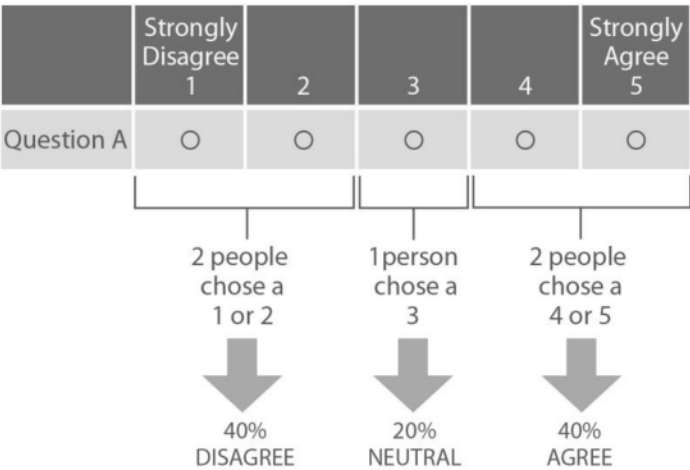 Strongly
Disagree
1
2
3
4
Strongly
Agree
5
Question A
2 people
chose a
1 or 2
1person
chose a
3
2 people
chose a
4 or 5
40%
DISAGREE
20%
NEUTRAL
40%
AGREE